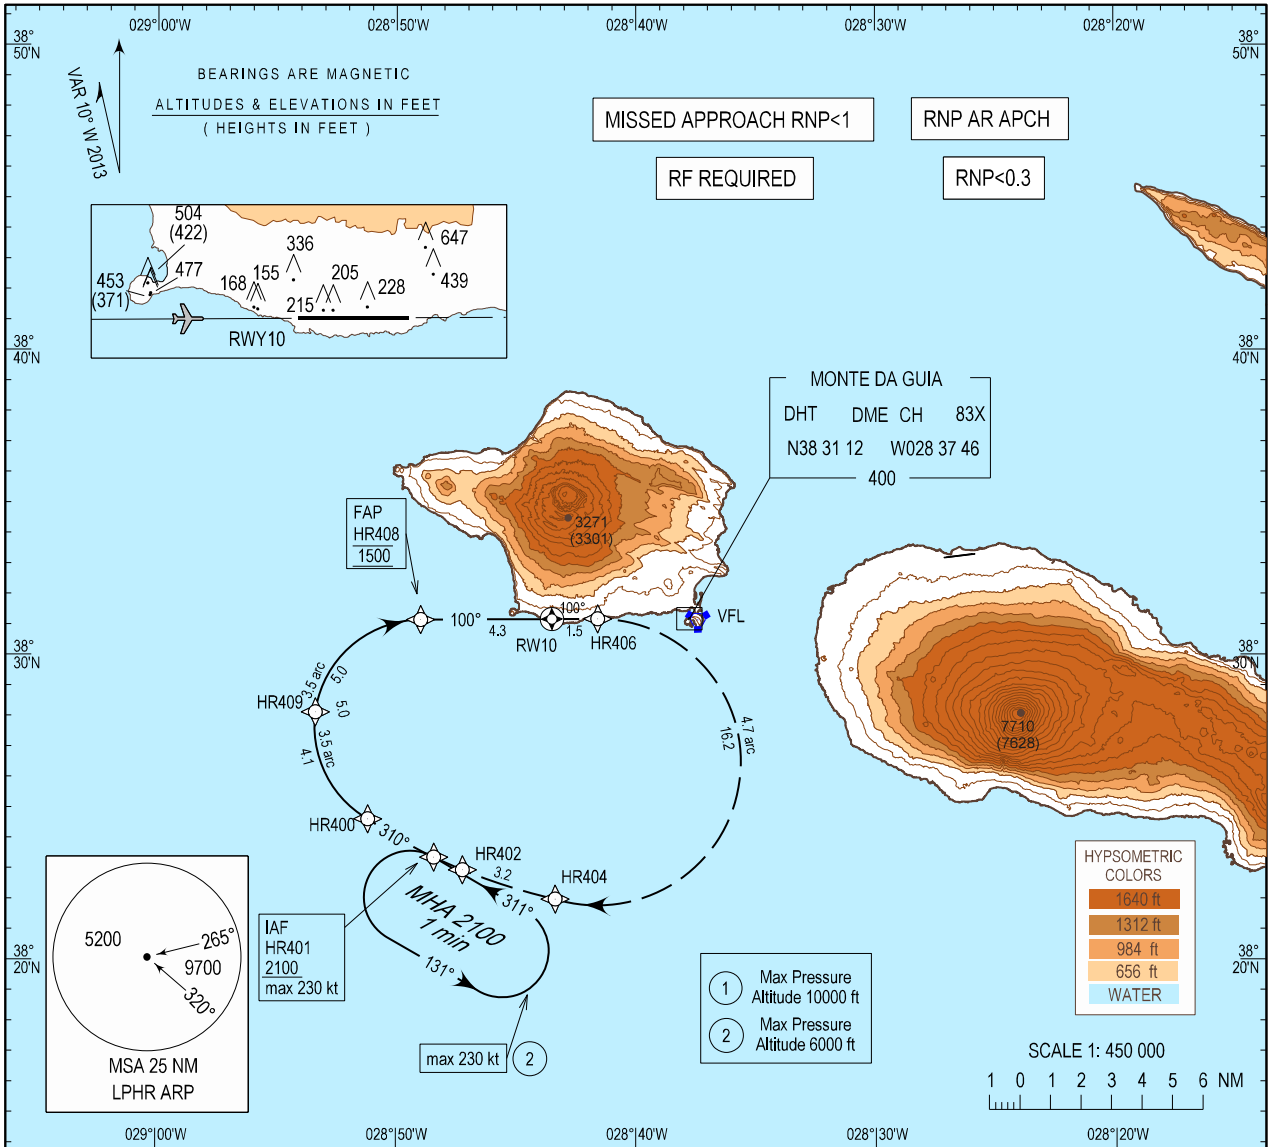 029°00'W
028°50'W
028°40'W
028°30'W
028°20'W
38°
50'N
38°
50'N
VAR 10° W 2013
BEARINGS ARE MAGNETIC
ALTITUDES & ELEVATIONS IN FEET
( HEIGHTS IN FEET )
MISSED APPROACH RNP<1
RNP AR APCH
RF REQUIRED
RNP<0.3
504
(422)
453
(371)
477
168
155
336
215
205
228
647
439
RWY10
38°
40'N
38°
40'N
MONTE DA GUIA
DHT DME CH 83X
N38 31 12 W028 37 46
400
3271
(3301)
FAP
HR408
1500
100°
4.3
RW10
100°
1.5
HR406
VFL
38°
30'N
38°
30'N
3.5 arc
5.0
HR409
5.0
3.5 arc
4.1
4.7 arc
16.2
7710
(7628)
HR400
310°
HR402
3.2
HR404
311°
MHA 2100
1 min
131°
IAF
HR401
2100
max 230 kt
max 230 kt 2
1 Max Pressure
Altitude 10000 ft
2 Max Pressure
Altitude 6000 ft
5200
265°
9700
320°
MSA 25 NM
LPHR ARP
HYPSOMETRIC
COLORS
1640 ft
1312 ft
984 ft
656 ft
WATER
38°
20'N
38°
20'N
SCALE 1: 450 000
1 0 1 2 3 4 5 6 NM
029°00'W
028°50'W
028°40'W
028°30'W
028°20'W